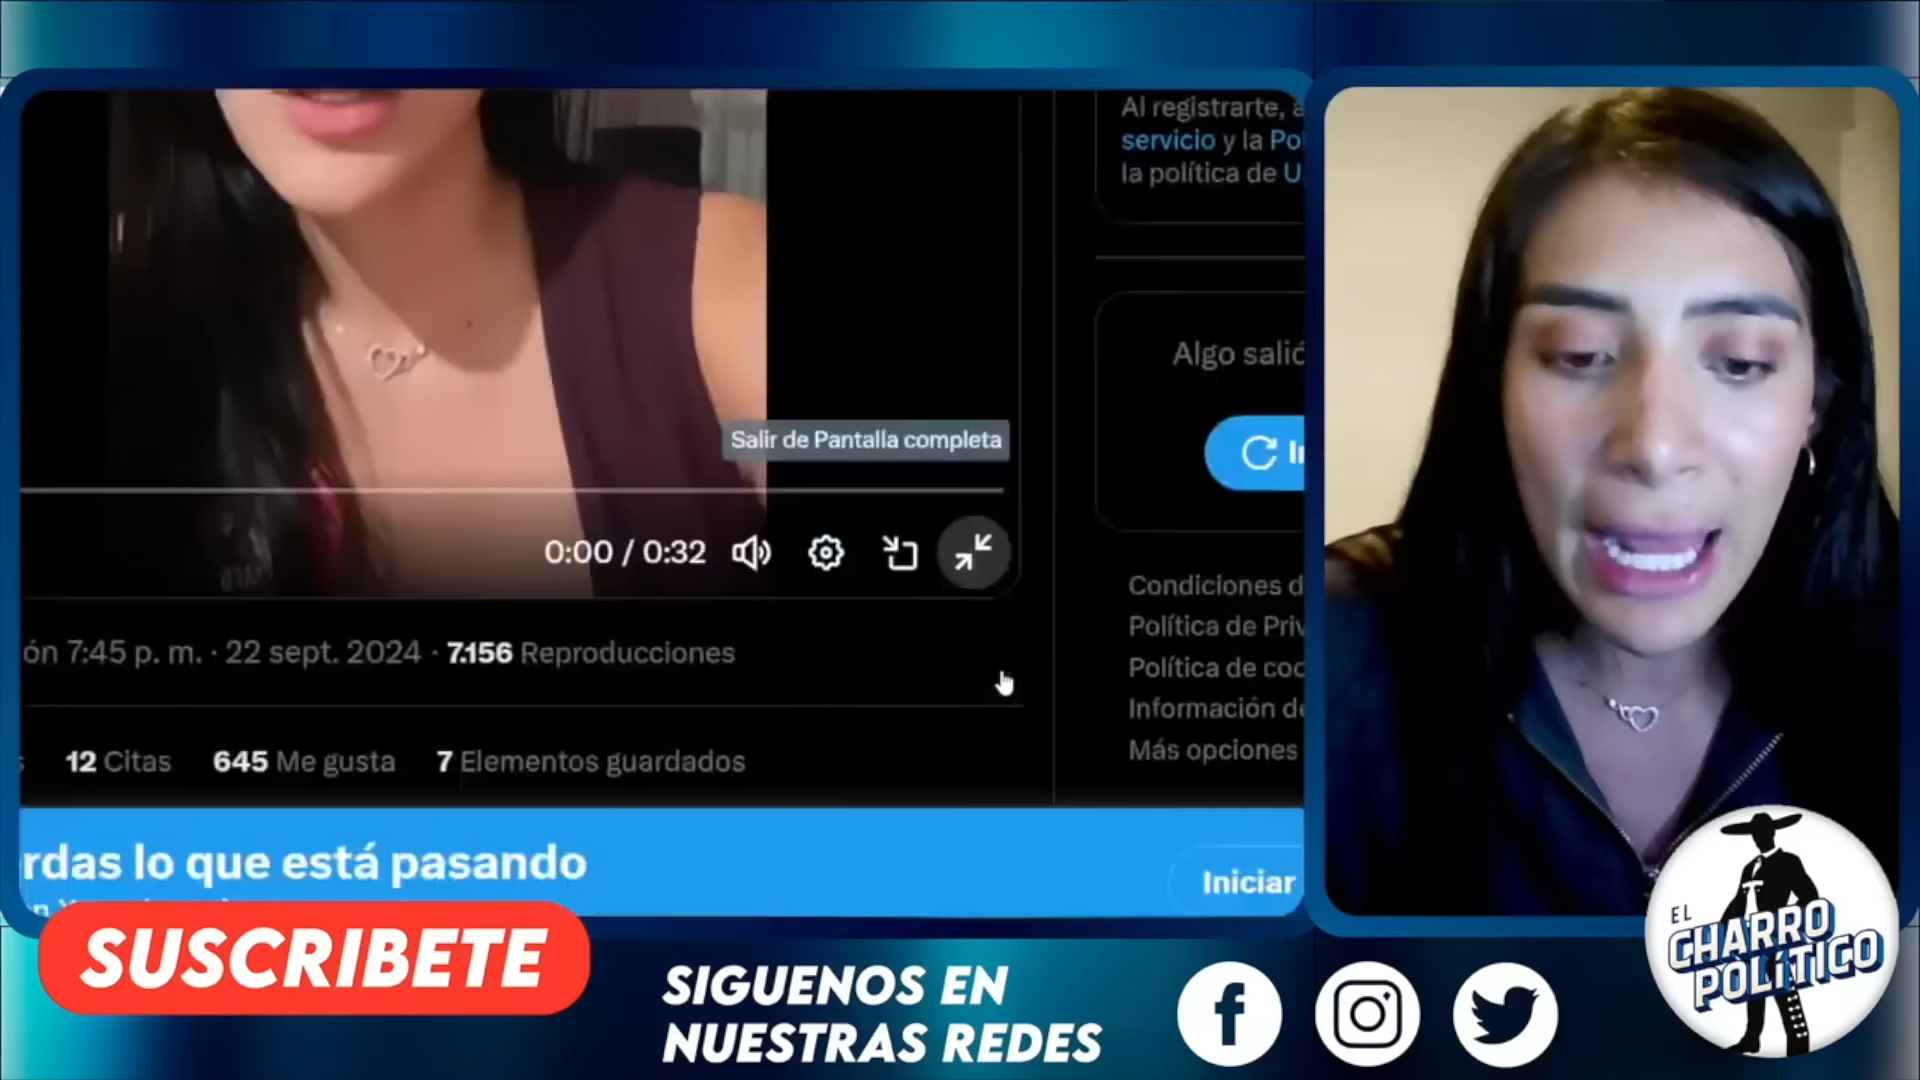 Al registrarte, a
servicio y la Pol
la política de U
Salir de Pantalla completa
Algo salió
0:00 / 0:32
ón 7:45 p. m. · 22 sept. 2024 · 7.156 Reproducciones
12 Citas 645 Me gusta 7 Elementos guardados
Condiciones d
Política de Priv
Política de coo
Información de
Más opciones
rdas lo que está pasando
Iniciar
SUSCRIBETE
SIGUENOS EN
NUESTRAS REDES
EL
CHARRO
POLÍTICO